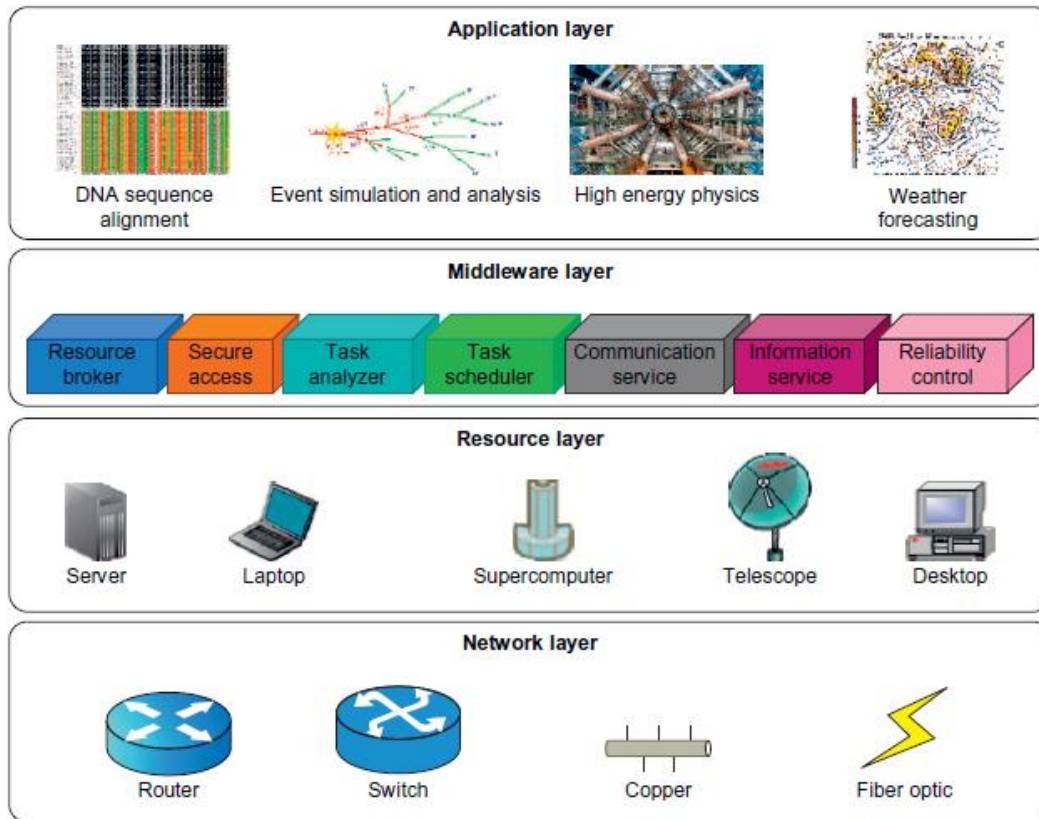 Application layer
DNA sequence
alignment
Event simulation and analysis
High energy physics
Weather
forecasting
Middleware layer
Resource
broker
Secure
access
Task
analyzer
Task
scheduler
Communication
service
Information
service
Reliability
control
Resource layer
Server
Laptop
Supercomputer
Telescope
Desktop
Network layer
Router
Switch
Copper
Fiber optic